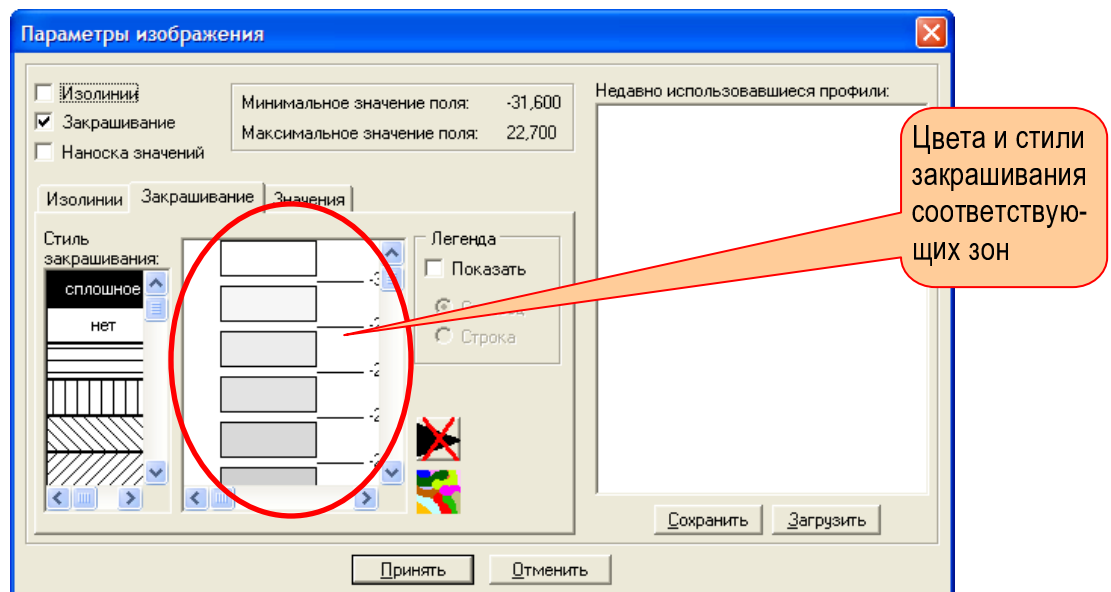 Параметры изображения
Изолинии
Закрашивание
Наноска значений
Минимальное значение поля: -31,600
Максимальное значение поля: 22,700
Недавно использовавшиеся профили:
Изолинии Закрашивание Значения
Стиль
закрашивания:
сплошное
нет
Легенда
Показать
Строка
Цвета и стили
закрашивания
соответствую-
щих зон
Сохранить Загрузить
Принять Отменить